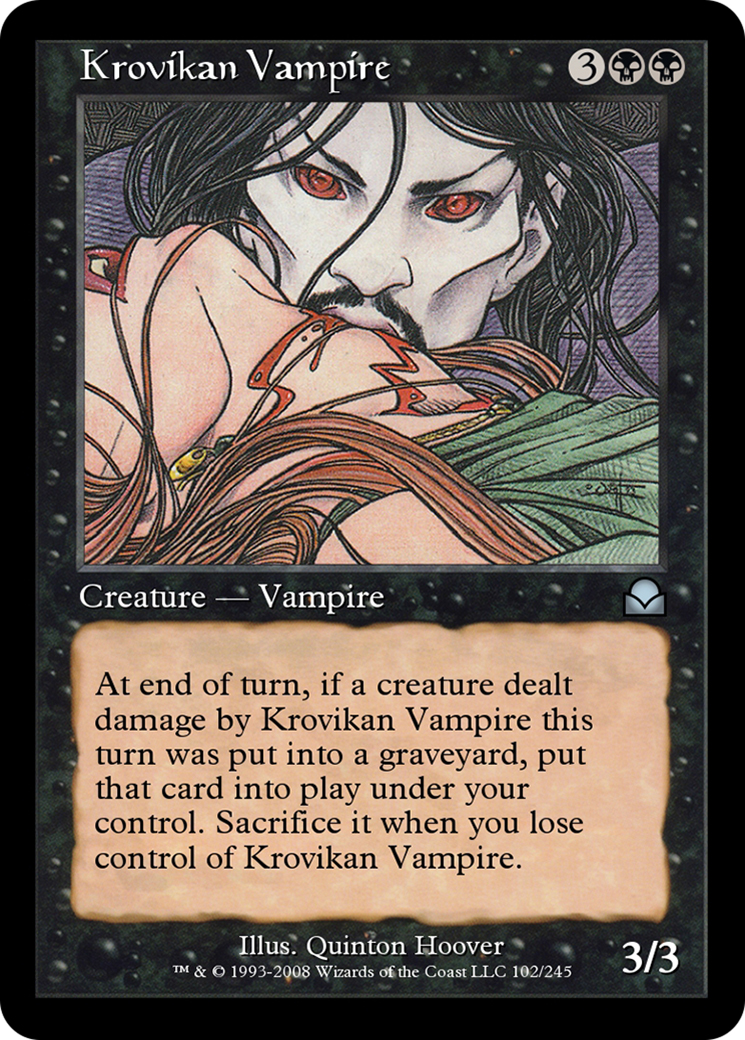 Krovikan Vampire 3
Creature — Vampire
At end of turn, if a creature dealt
damage by Krovikan Vampire this
turn was put into a graveyard, put
that card into play under your
control. Sacrifice it when you lose
control of Krovikan Vampire.
Illus. Quinton Hoover
™ & © 1993-2008 Wizards of the Coast LLC 102/245
3/3